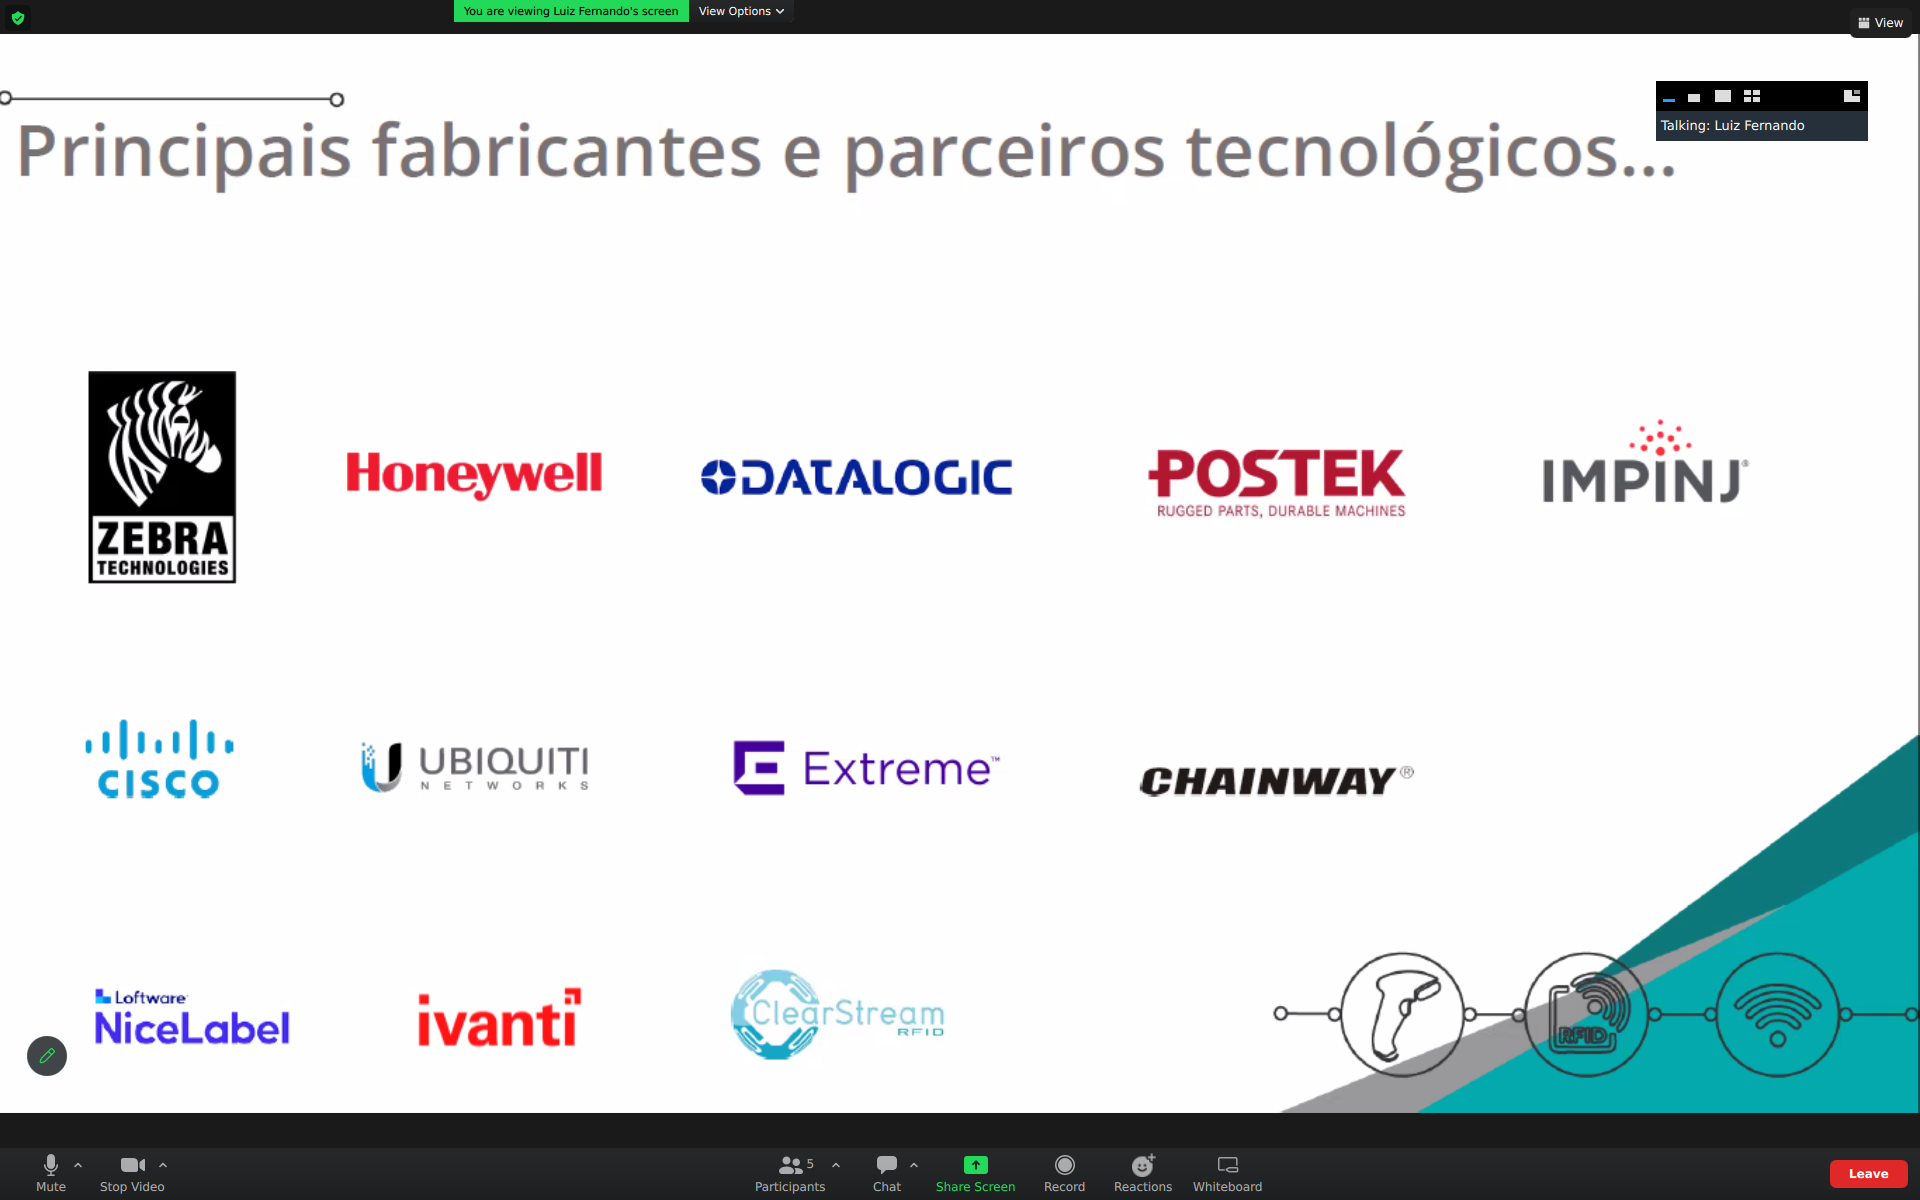 You are viewing Luiz Fernando's screen
View Options
View
Talking: Luiz Fernando
Principais fabricantes e parceiros tecnológicos...
ZEBRA
TECHNOLOGIES
Honeywell
DATALOGIC
POSTEK
RUGGED PARTS, DURABLE MACHINES
IMPINJ®
CISCO
UBIQUITI
NETWORKS
Extreme™
CHAINWAY®
Loftware
NiceLabel
ivanti
ClearStream
RFID
RFID
Mute
Stop Video
5
Participants
Chat
Share Screen
Record
Reactions
Whiteboard
Leave